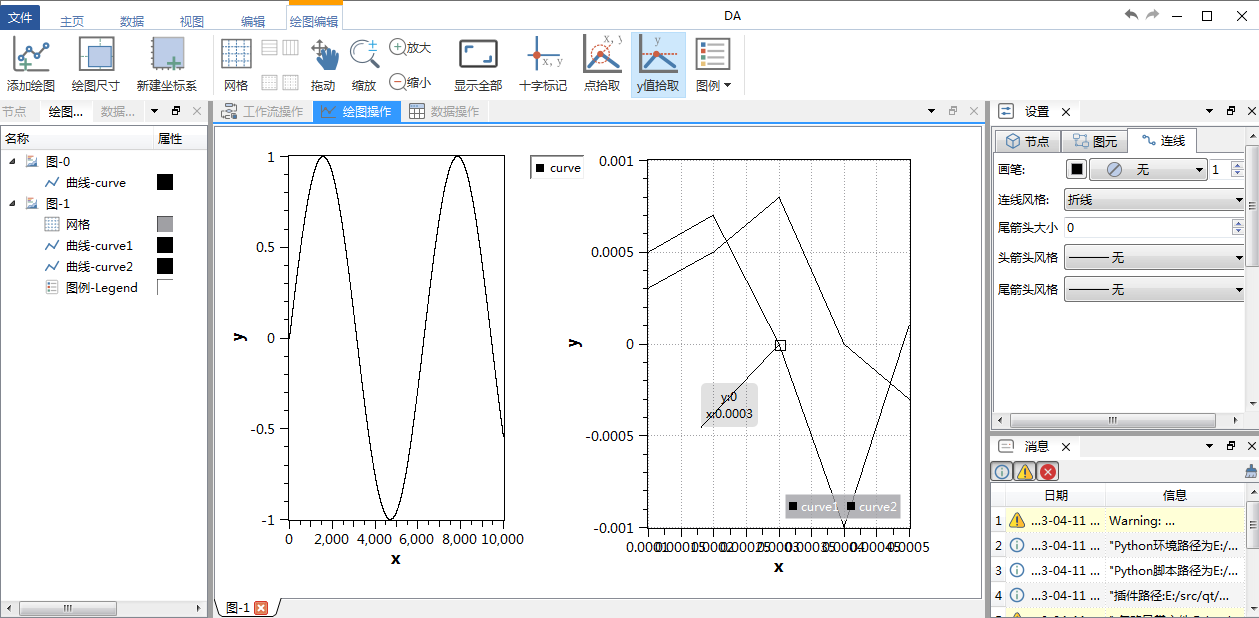 DA
文件 主页 数据 视图 编辑 绘图编辑
添加绘图 绘图尺寸 新建坐标系 网格 拖动 缩放 放大 缩小 显示全部 十字标记 点拾取 y值拾取 图例
x, y
x, y
y
节点 绘图... 数据...
名称 属性
图-0
曲线-curve
图-1
网格
曲线-curve1
曲线-curve2
图例-Legend
工作流操作 绘图操作 数据操作
1
0.5
0
-0.5
-1
y
0 2,000 4,000 6,000 8,000 10,000
x
curve
0.001
0.0005
0
-0.0005
-0.001
y
y:0
x:0.0003
curve1 curve2
0.0001 0.00015 0.0002 0.00025 0.0003 0.00035 0.0004 0.00045 0.0005
x
图-1
设置
节点 图元 连线
画笔: 无 1
连线风格: 折线
尾箭头大小 0
头箭头风格 无
尾箭头风格 无
消息
日期 信息
1 ...3-04-11 ... Warning: ...
2 ...3-04-11 ... "Python环境路径为E:/...
3 ...3-04-11 ... "Python脚本路径为E:/...
4 ...3-04-11 ... "插件路径:E:/src/qt/...